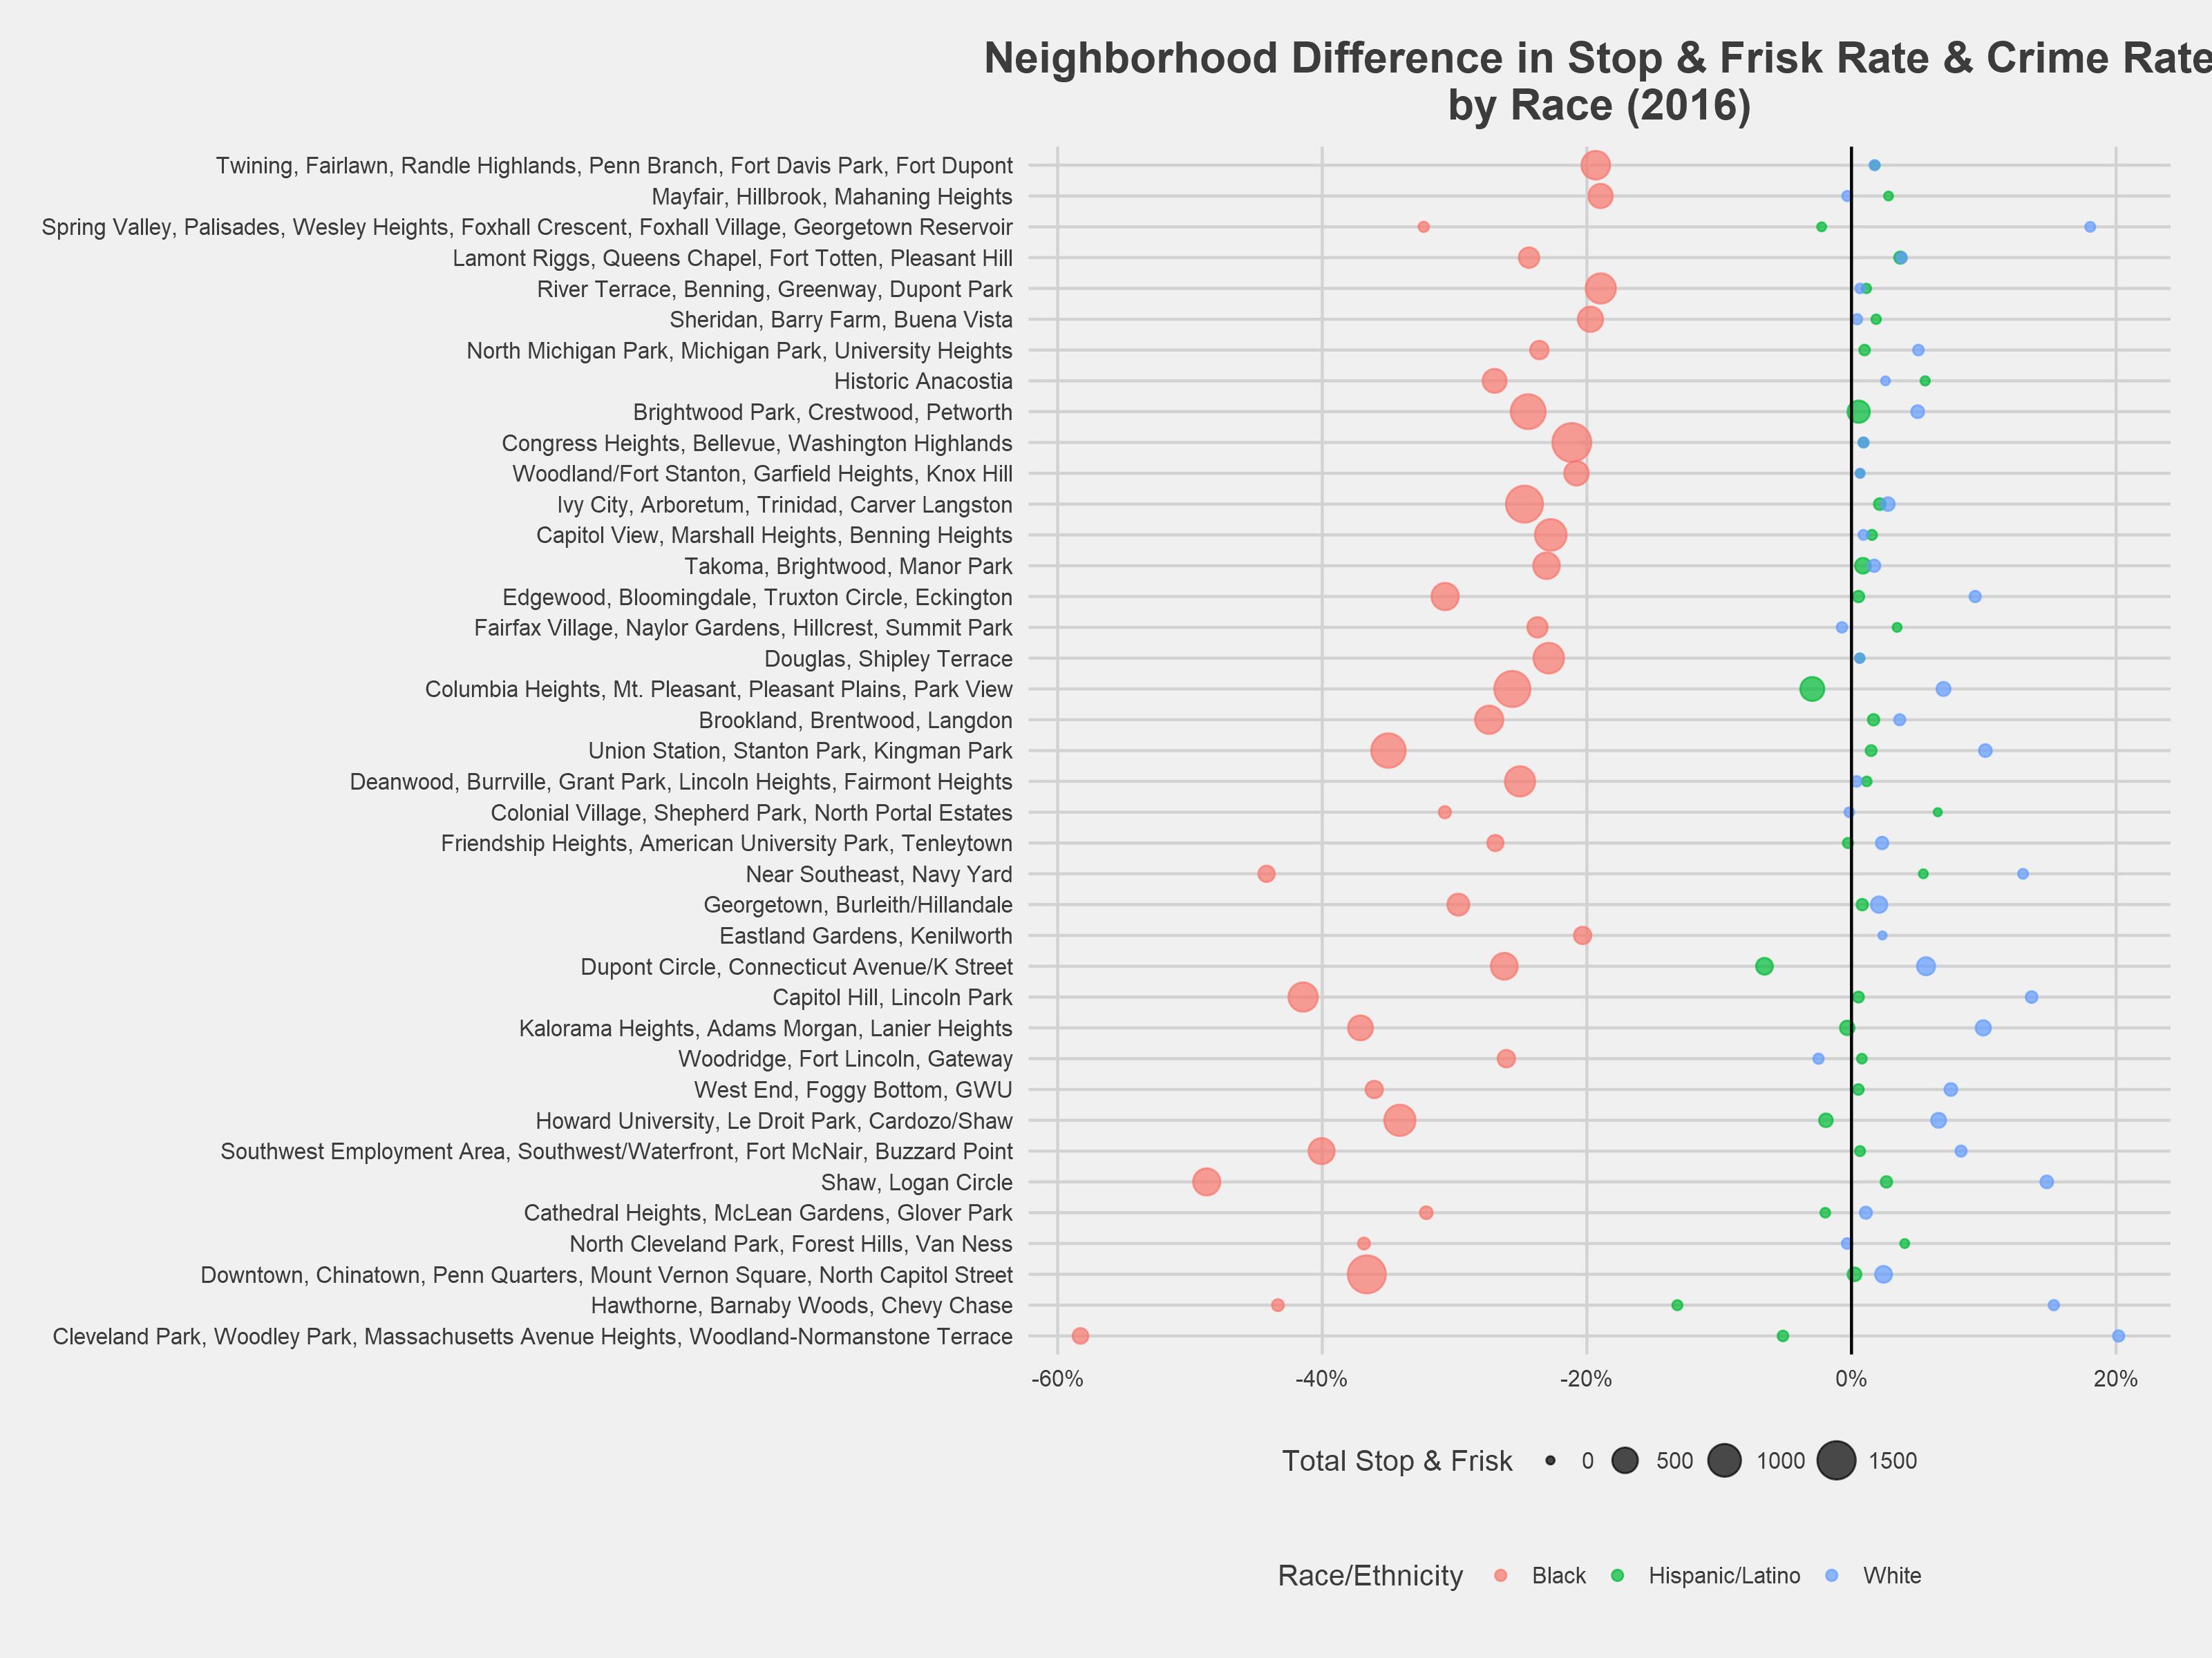 Neighborhood Difference in Stop & Frisk Rate & Crime Rate
by Race (2016)
Twining, Fairlawn, Randle Highlands, Penn Branch, Fort Davis Park, Fort Dupont
Mayfair, Hillbrook, Mahaning Heights
Spring Valley, Palisades, Wesley Heights, Foxhall Crescent, Foxhall Village, Georgetown Reservoir
Lamont Riggs, Queens Chapel, Fort Totten, Pleasant Hill
River Terrace, Benning, Greenway, Dupont Park
Sheridan, Barry Farm, Buena Vista
North Michigan Park, Michigan Park, University Heights
Historic Anacostia
Brightwood Park, Crestwood, Petworth
Congress Heights, Bellevue, Washington Highlands
Woodland/Fort Stanton, Garfield Heights, Knox Hill
Ivy City, Arboretum, Trinidad, Carver Langston
Capitol View, Marshall Heights, Benning Heights
Takoma, Brightwood, Manor Park
Edgewood, Bloomingdale, Truxton Circle, Eckington
Fairfax Village, Naylor Gardens, Hillcrest, Summit Park
Douglas, Shipley Terrace
Columbia Heights, Mt. Pleasant, Pleasant Plains, Park View
Brookland, Brentwood, Langdon
Union Station, Stanton Park, Kingman Park
Deanwood, Burrville, Grant Park, Lincoln Heights, Fairmont Heights
Colonial Village, Shepherd Park, North Portal Estates
Friendship Heights, American University Park, Tenleytown
Near Southeast, Navy Yard
Georgetown, Burleith/Hillandale
Eastland Gardens, Kenilworth
Dupont Circle, Connecticut Avenue/K Street
Capitol Hill, Lincoln Park
Kalorama Heights, Adams Morgan, Lanier Heights
Woodridge, Fort Lincoln, Gateway
West End, Foggy Bottom, GWU
Howard University, Le Droit Park, Cardozo/Shaw
Southwest Employment Area, Southwest/Waterfront, Fort McNair, Buzzard Point
Shaw, Logan Circle
Cathedral Heights, McLean Gardens, Glover Park
North Cleveland Park, Forest Hills, Van Ness
Downtown, Chinatown, Penn Quarters, Mount Vernon Square, North Capitol Street
Hawthorne, Barnaby Woods, Chevy Chase
Cleveland Park, Woodley Park, Massachusetts Avenue Heights, Woodland-Normanstone Terrace
-60% -40% -20% 0% 20%
Total Stop & Frisk 0 500 1000 1500
Race/Ethnicity Black Hispanic/Latino White